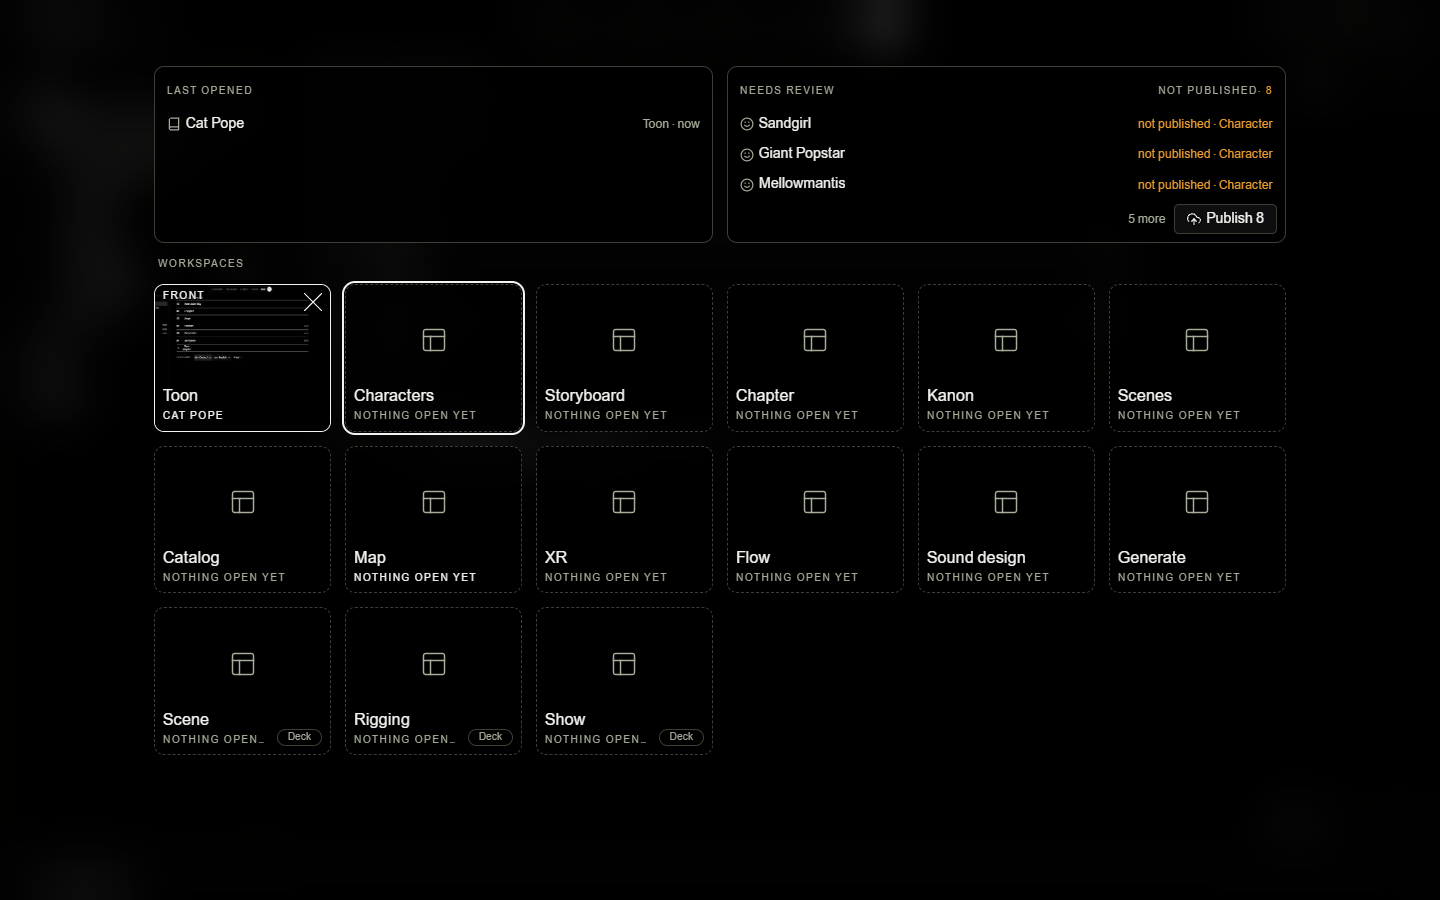 LAST OPENED
Cat Pope
Toon · now
NEEDS REVIEW
NOT PUBLISHED· 8
Sandgirl
not published · Character
Giant Popstar
not published · Character
Mellowmantis
not published · Character
5 more
Publish 8
WORKSPACES
FRONT
Toon
CAT POPE
Characters
NOTHING OPEN YET
Storyboard
NOTHING OPEN YET
Chapter
NOTHING OPEN YET
Kanon
NOTHING OPEN YET
Scenes
NOTHING OPEN YET
Catalog
NOTHING OPEN YET
Map
NOTHING OPEN YET
XR
NOTHING OPEN YET
Flow
NOTHING OPEN YET
Sound design
NOTHING OPEN YET
Generate
NOTHING OPEN YET
Scene
NOTHING OPEN…
Deck
Rigging
NOTHING OPEN…
Deck
Show
NOTHING OPEN…
Deck